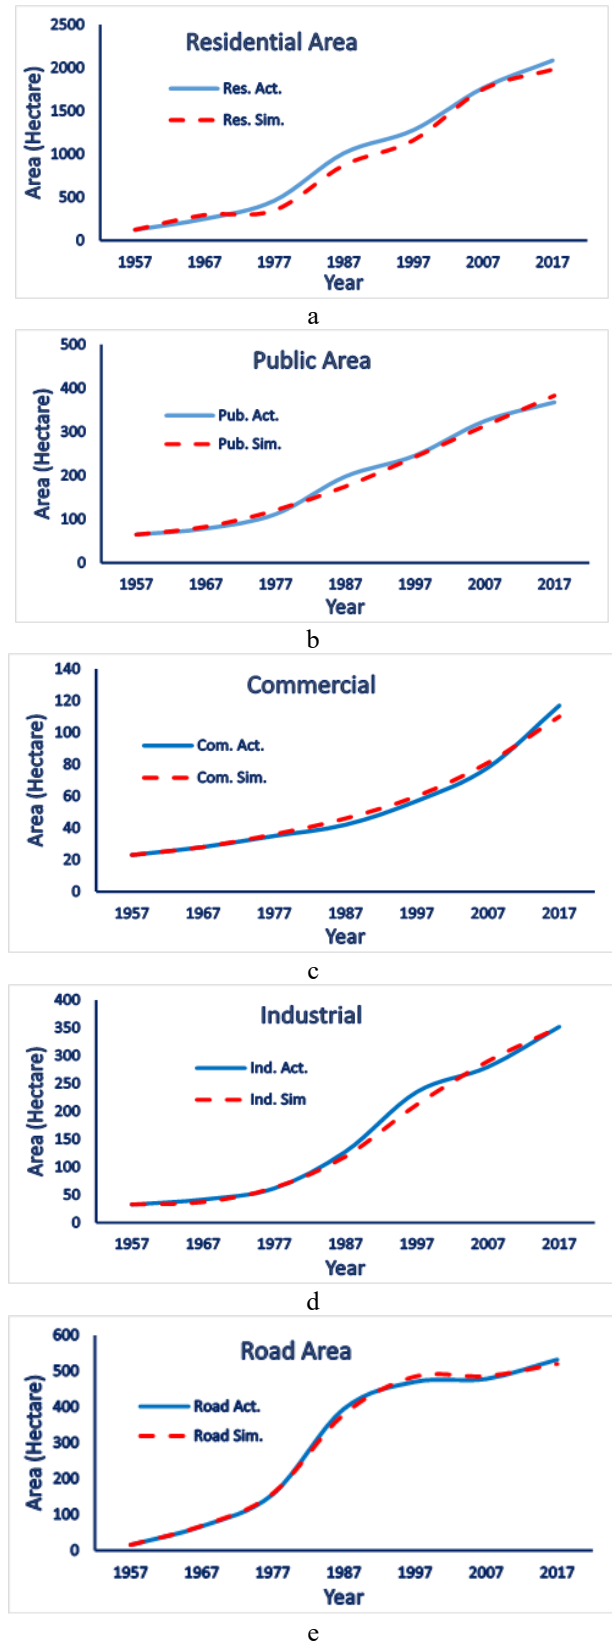 Residential Area
2500
2000
1500
1000
500
0
Area (Hectare)
Res. Act.
Res. Sim.
1957 1967 1977 1987 1997 2007 2017
Year
a
Public Area
500
400
300
200
100
0
Area (Hectare)
Pub. Act.
Pub. Sim.
1957 1967 1977 1987 1997 2007 2017
Year
b
Commercial
140
120
100
80
60
40
20
0
Area (Hectare)
Com. Act.
Com. Sim.
1957 1967 1977 1987 1997 2007 2017
Year
c
Industrial
400
350
300
250
200
150
100
50
0
Area (Hectare)
Ind. Act.
Ind. Sim
1957 1967 1977 1987 1997 2007 2017
Year
d
Road Area
600
500
400
300
200
100
0
Area (Hectare)
Road Act.
Road Sim.
1957 1967 1977 1987 1997 2007 2017
Year
e